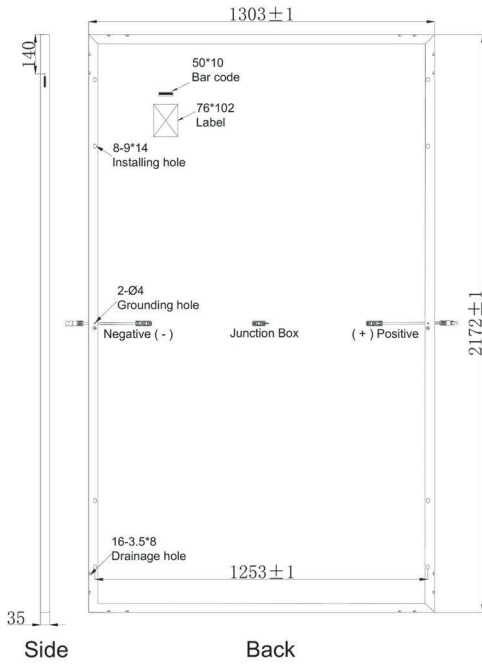 1303±1
140
50*10
Bar code
76*102
Label
8-9*14
Installing hole
2-Ø4
Grounding hole
Negative ( - )
Junction Box
( + ) Positive
2172±1
16-3.5*8
Drainage hole
1253±1
35
Side
Back